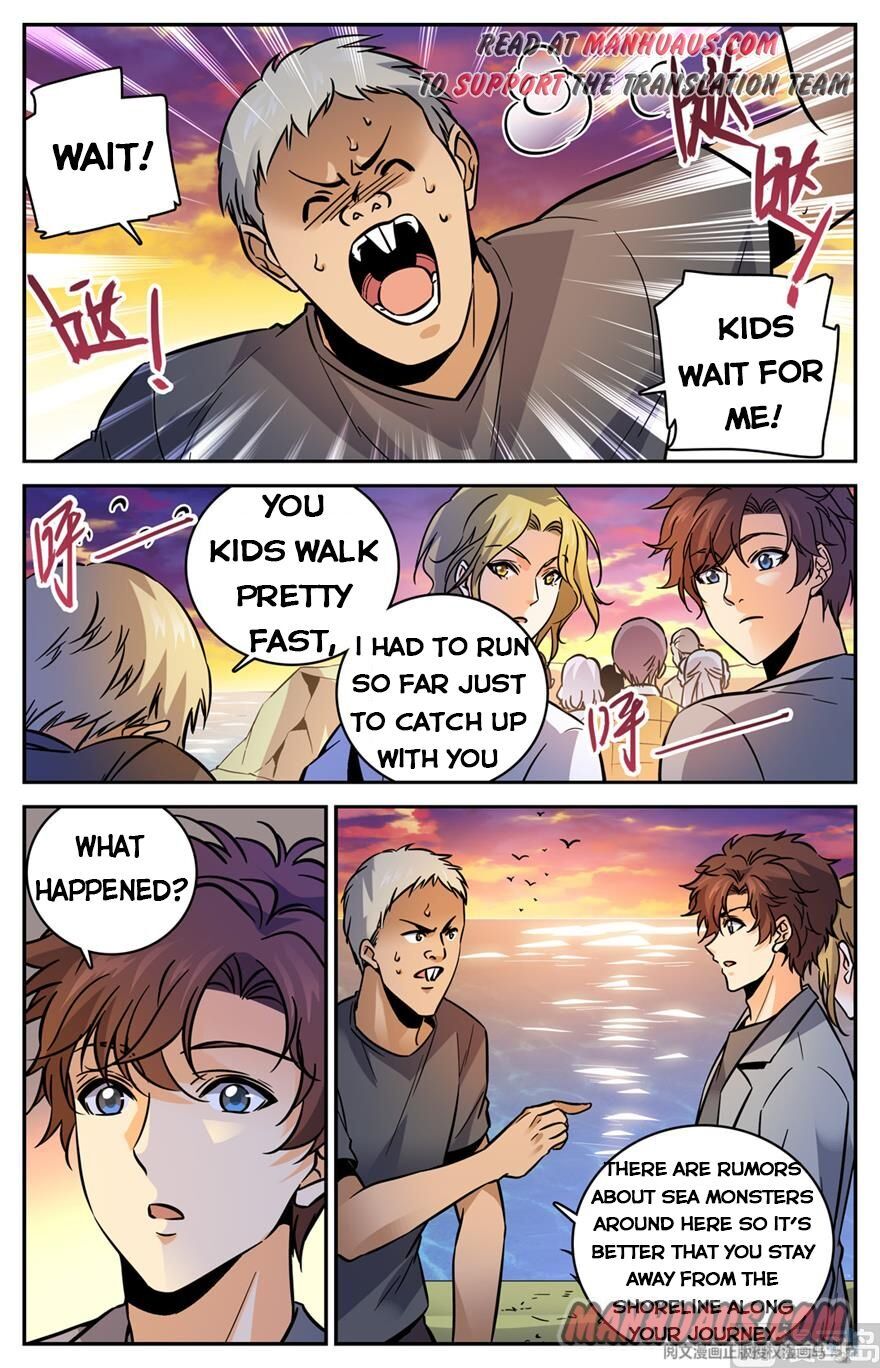 READ AT MANHUAUS.COM
TO SUPPORT THE TRANSLATION TEAM
WAIT!
KIDS
WAIT FOR
ME!
YOU
KIDS WALK
PRETTY
FAST,
I HAD TO RUN
SO FAR JUST
TO CATCH UP
WITH YOU
呼
呼
WHAT
HAPPENED?
THERE ARE RUMORS
ABOUT SEA MONSTERS
AROUND HERE SO IT'S
BETTER THAT YOU STAY
AWAY FROM THE
SHORELINE ALONG
YOUR JOURNEY.
MANHUAUS.COM